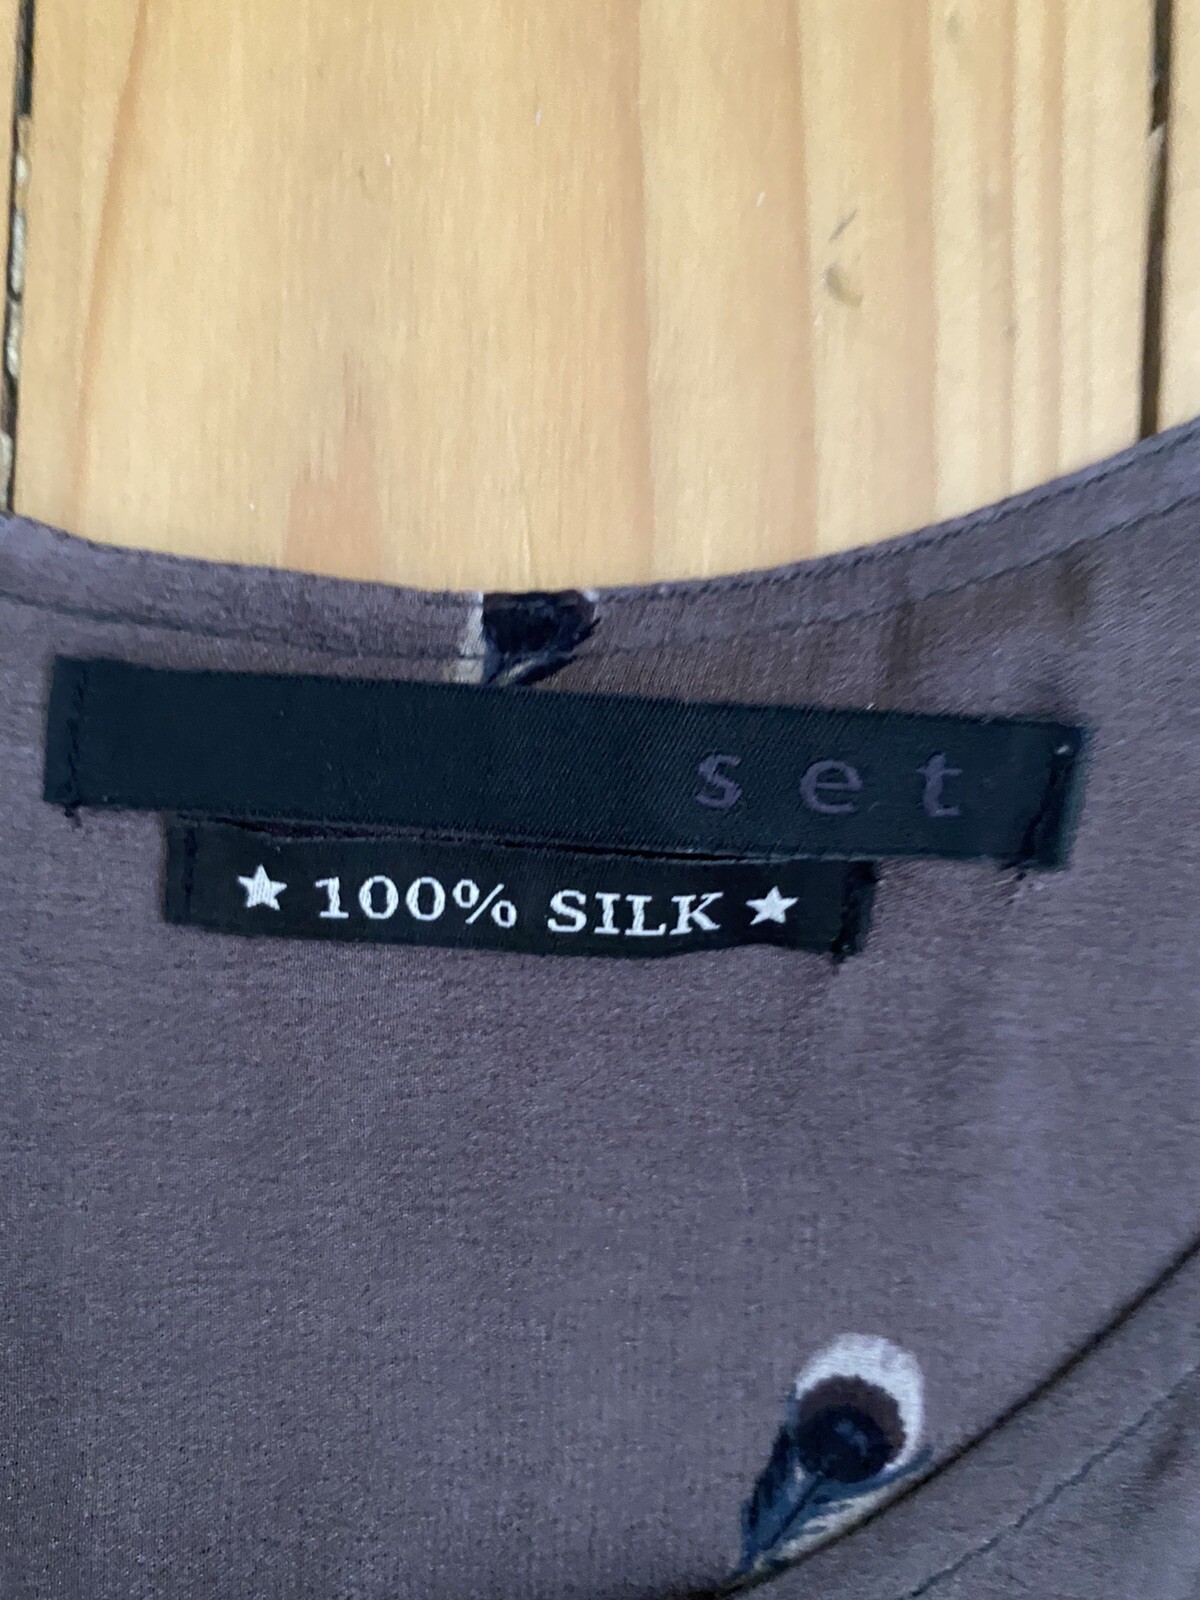 set
★ 100% SILK ★